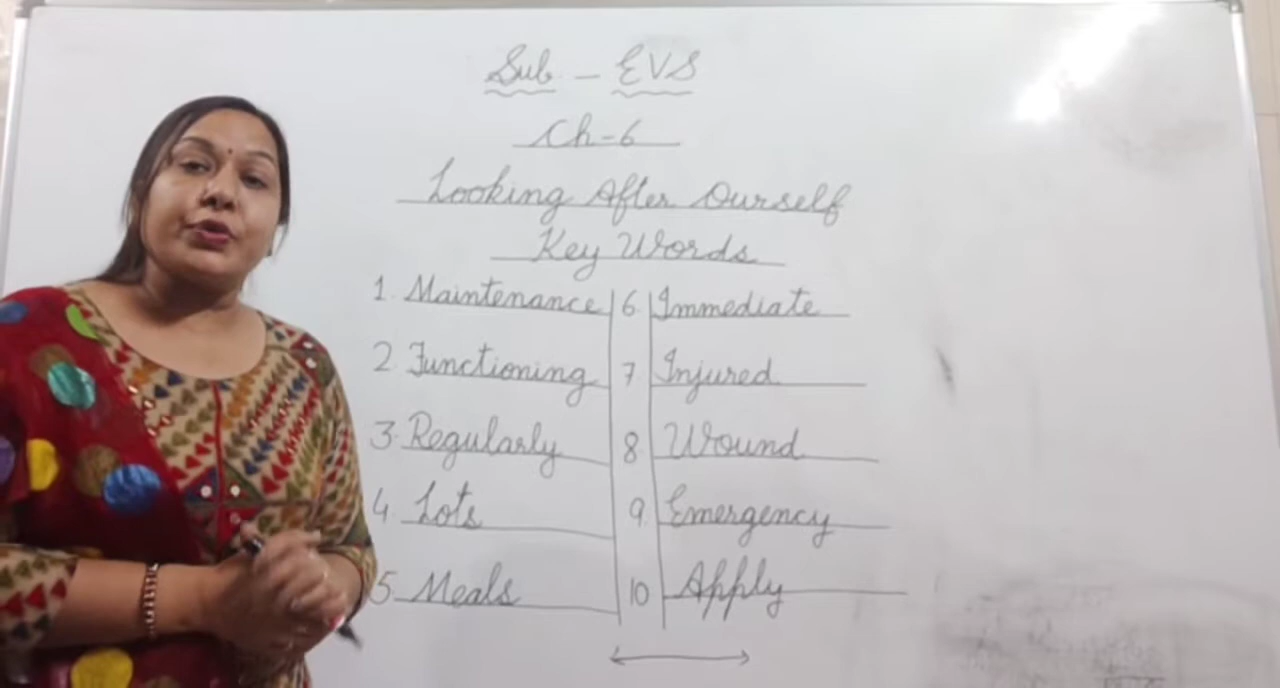 Sub - EVS
Ch-6
Looking After Ourself
Key Words
1. Maintenance
2. Functioning
3. Regularly
4. Lots
5. Meals
6. Immediate
7 Injured
8 Wound
9. Emergency
10 Apply